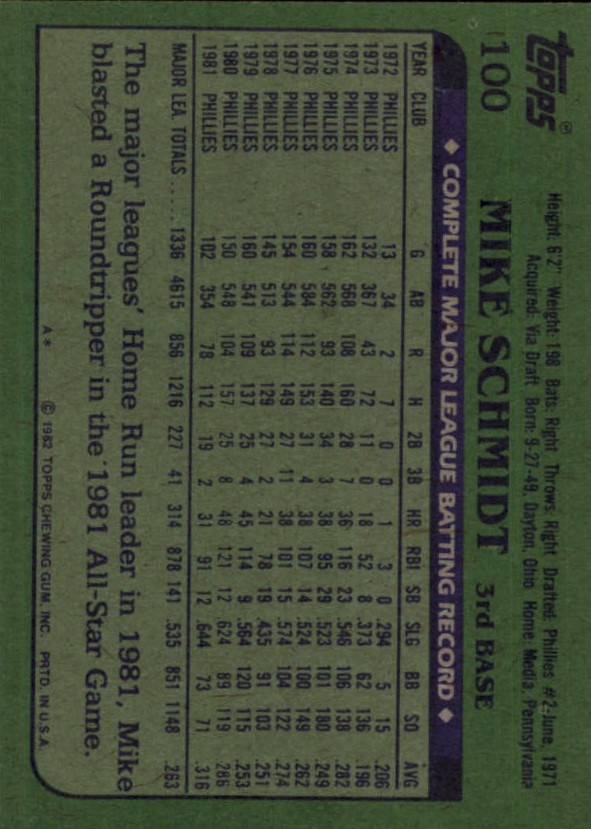 topps®
100
Height: 6'2" Weight: 198 Bats: Right Throws: Right Drafted: Phillies #2-June, 1971
Acquired: Via Draft Born: 9-27-49, Dayton, Ohio Home: Media, Pennsylvania
MIKE SCHMIDT 3rd BASE
◆ COMPLETE MAJOR LEAGUE BATTING RECORD ◆
YEAR CLUB G AB R H 2B 3B HR RBI SB SLG BB SO AVG
1972 PHILLIES 13 34 2 7 0 0 1 3 0 .294 5 15 .206
1973 PHILLIES 132 367 43 72 11 0 18 52 8 .373 62 136 .196
1974 PHILLIES 162 568 108 160 28 7 36 116 23 .546 106 138 .282
1975 PHILLIES 158 562 93 140 34 3 38 95 29 .523 101 180 .249
1976 PHILLIES 160 584 112 153 31 4 38 107 14 .524 100 149 .262
1977 PHILLIES 154 544 114 149 27 11 38 101 15 .574 104 122 .274
1978 PHILLIES 145 513 93 129 27 2 21 78 19 .435 91 103 .251
1979 PHILLIES 160 541 109 137 25 4 45 114 9 .564 120 115 .253
1980 PHILLIES 150 548 104 157 25 8 48 121 12 .624 89 119 .286
1981 PHILLIES 102 354 78 112 19 2 31 91 12 .644 73 71 .316
MAJOR LEA. TOTALS ..... 1336 4615 856 1216 227 41 314 878 141 .535 851 1148 .263
The major leagues' Home Run leader in 1981, Mike
blasted a Roundtripper in the 1981 All-Star Game.
A* © 1982 TOPPS CHEWING GUM, INC. PRTD. IN U.S.A.